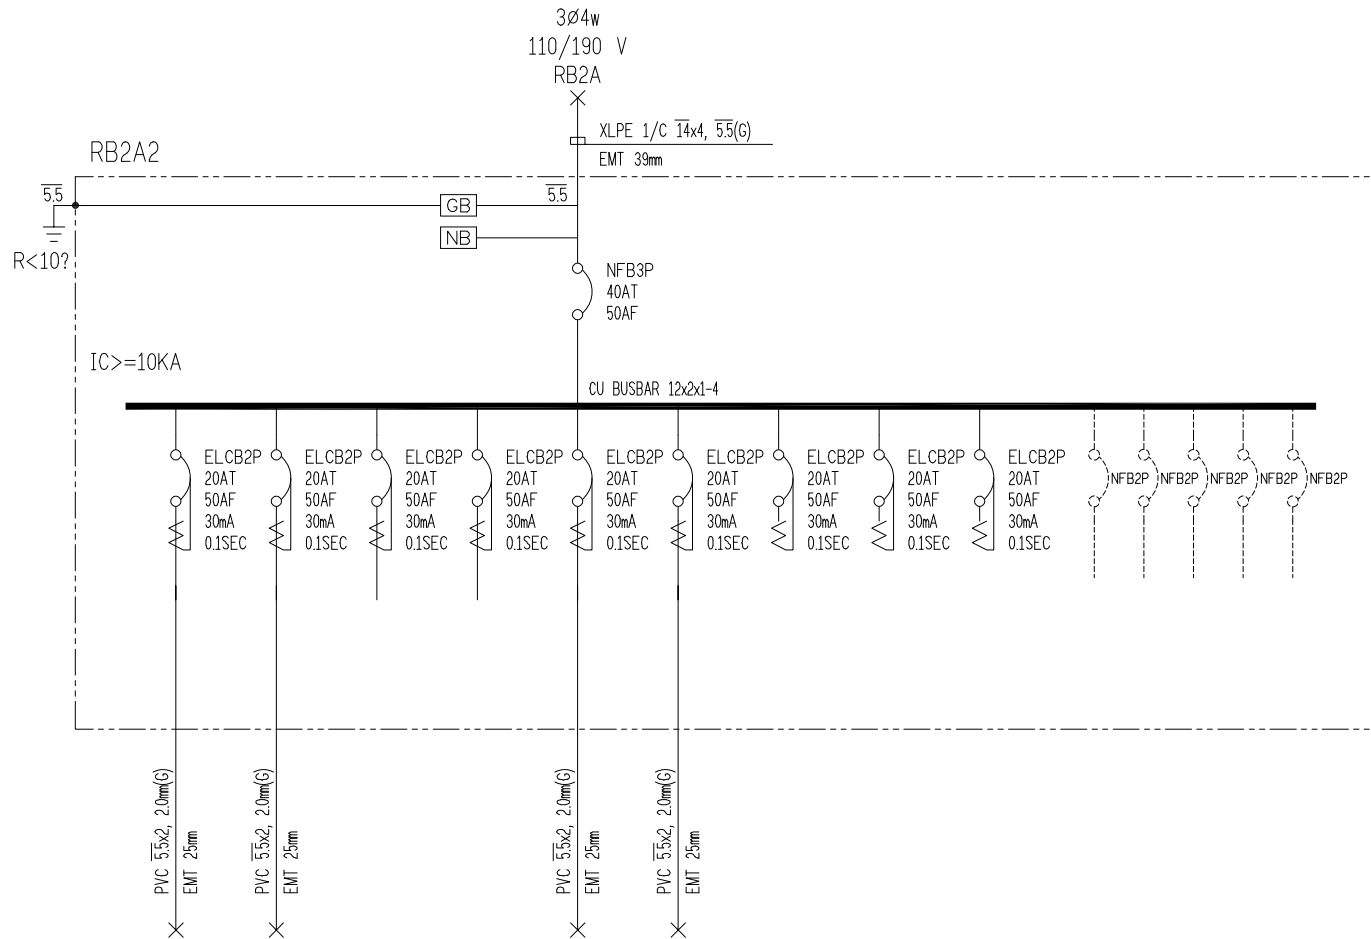 3Ø4w
110/190 V
RB2A
XLPE 1/C 14x4, 5.5(G)
EMT 39mm
RB2A2
5.5
GB
5.5
NB
R<10?
NFB3P
40AT
50AF
IC>=10KA
CU BUSBAR 12x2x1-4
ELCB2P
20AT
50AF
30mA
0.1SEC
ELCB2P
20AT
50AF
30mA
0.1SEC
ELCB2P
20AT
50AF
30mA
0.1SEC
ELCB2P
20AT
50AF
30mA
0.1SEC
ELCB2P
20AT
50AF
30mA
0.1SEC
ELCB2P
20AT
50AF
30mA
0.1SEC
ELCB2P
20AT
50AF
30mA
0.1SEC
ELCB2P
20AT
50AF
30mA
0.1SEC
ELCB2P
20AT
50AF
30mA
0.1SEC
NFB2P
NFB2P
NFB2P
NFB2P
NFB2P
PVC 5.5x2, 2.0mm(G)
EMT 25mm
PVC 5.5x2, 2.0mm(G)
EMT 25mm
PVC 5.5x2, 2.0mm(G)
EMT 25mm
PVC 5.5x2, 2.0mm(G)
EMT 25mm